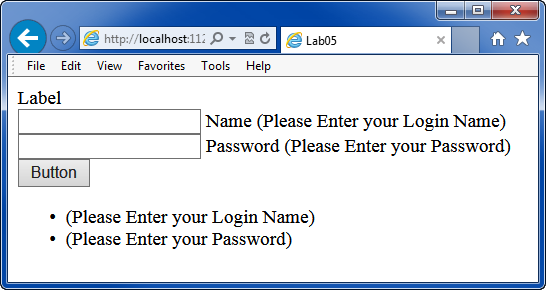 http://localhost:112
Lab05
File Edit View Favorites Tools Help
Label
Name (Please Enter your Login Name)
Password (Please Enter your Password)
Button
• (Please Enter your Login Name)
• (Please Enter your Password)